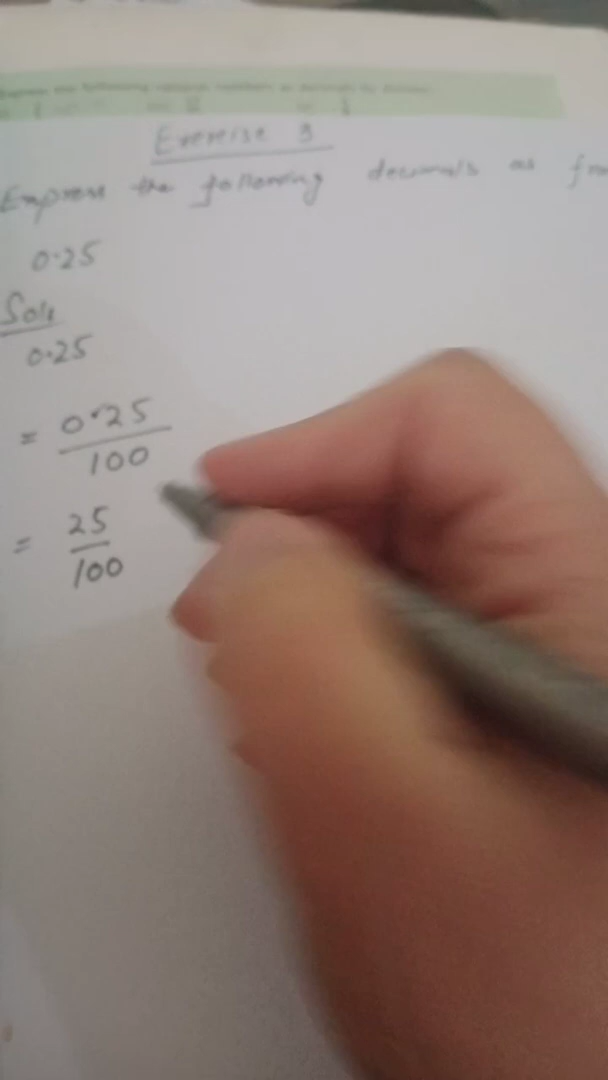 Exercise 3
Express the following decimals as
0.25
Soln
0.25
= 0.25
100
= 25
100